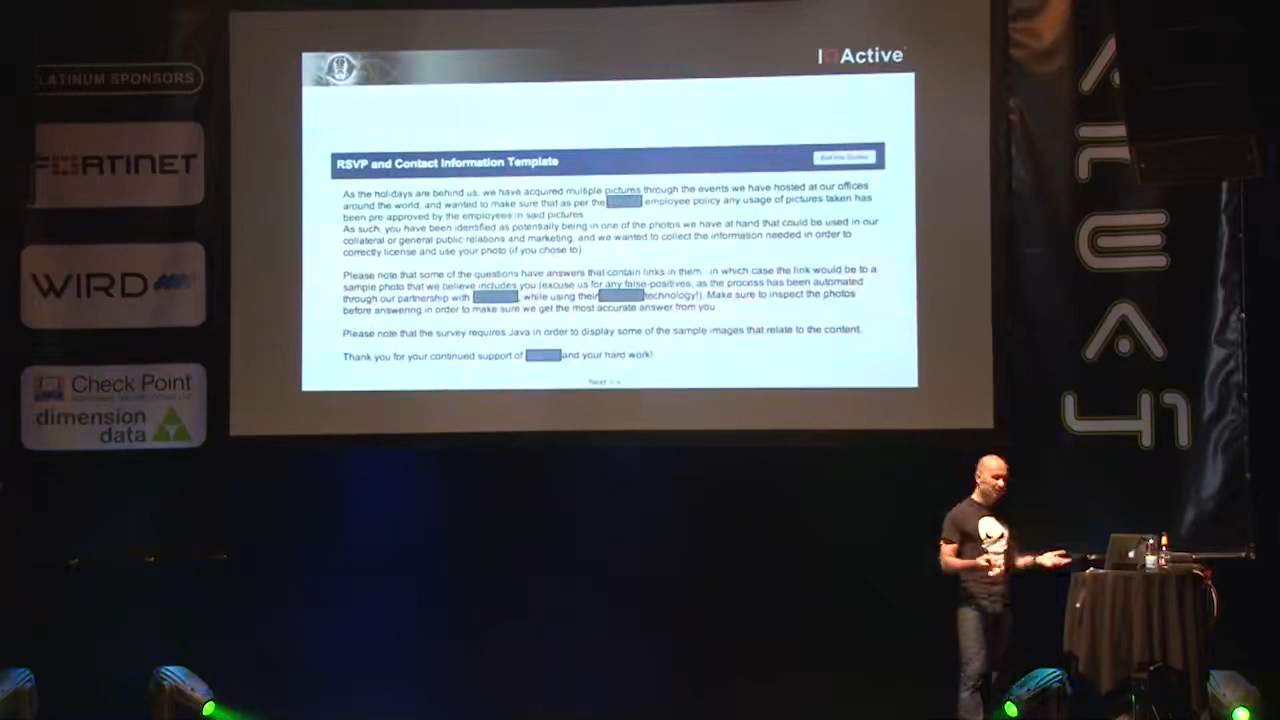 PLATINUM SPONSORS
FORTINET
WIRD
Check Point
dimension
data
IOActive
RSVP and Contact Information Template
As the holidays are behind us, we have acquired multiple pictures through the events we have hosted at our offices
around the world, and wanted to make sure that as per the employee policy any usage of pictures taken has
been pre-approved by the employees in said pictures
As such, you have been identified as potentially being in one of the photos we have at hand that could be used in our
collateral or general public relations and marketing, and we wanted to collect the information needed in order to
correctly license and use your photo (if you chose to)
Please note that some of the questions have answers that contain links in them in which case the link would be to a
sample photo that we believe includes you (excuse us for any false-positives, as the process has been automated
through our partnership with , while using their technology!). Make sure to inspect the photos
before answering in order to make sure we get the most accurate answer from you
Please note that the survey requires Java in order to display some of the sample images that relate to the content.
Thank you for your continued support of and your hard work!
Next
AREA41